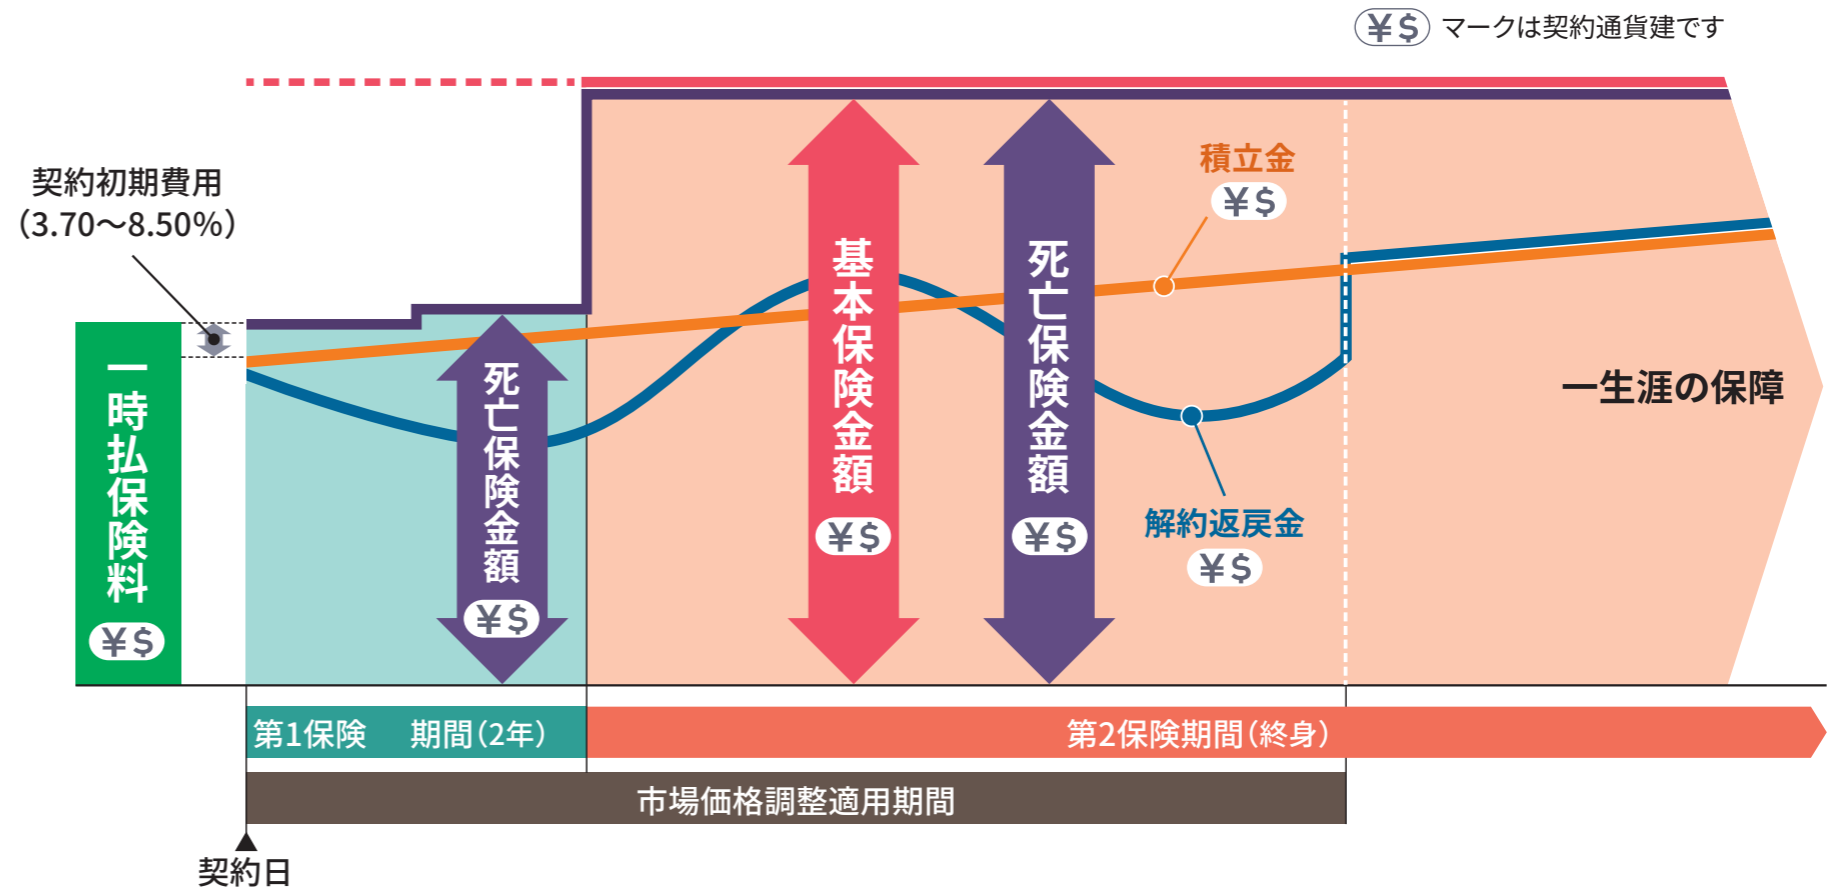 ¥$ マークは契約通貨建です
契約初期費用
（3.70～8.50%）
一時払保険料
¥$
死亡保険金額
¥$
基本保険金額
¥$
死亡保険金額
¥$
積立金
¥$
解約返戻金
¥$
一生涯の保障
第1保険 期間（2年）
第2保険期間（終身）
市場価格調整適用期間
契約日